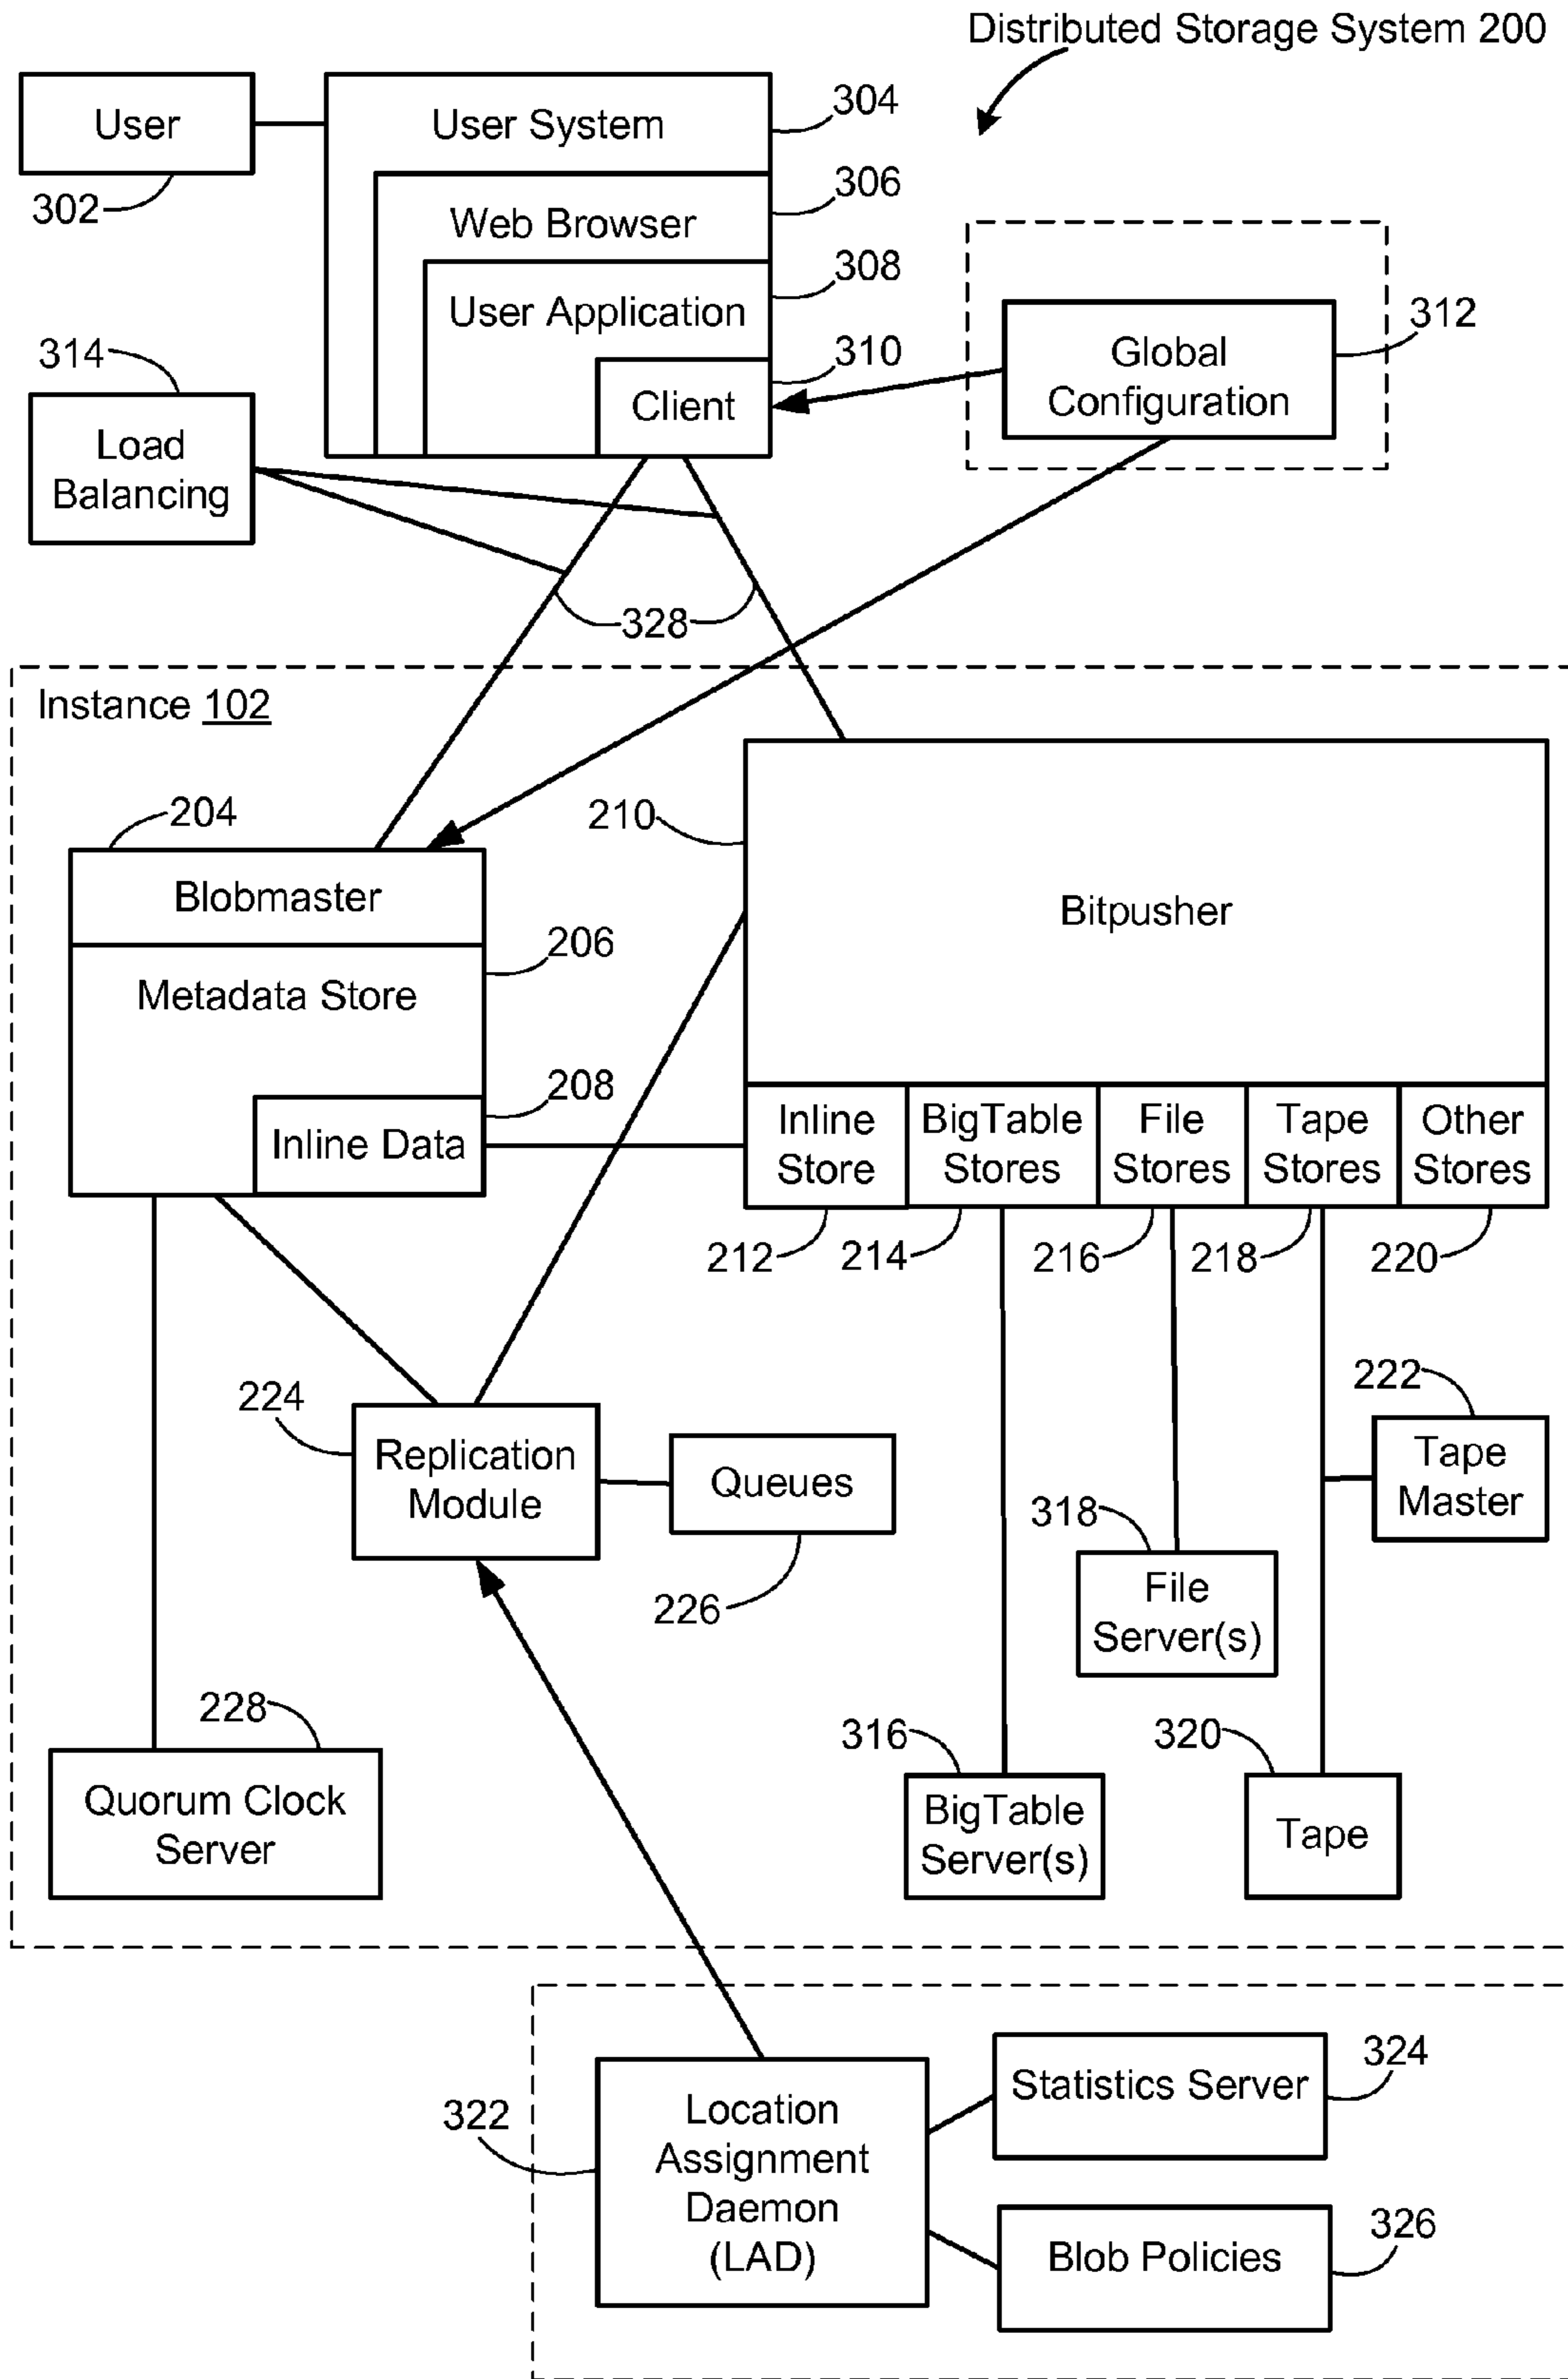 Distributed Storage System 200
User
302
User System
304
Web Browser
306
User Application
308
Client
310
Global
Configuration
312
314
Load
Balancing
328
Instance 102
204
Blobmaster
206
Metadata Store
208
Inline Data
210
Bitpusher
Inline
Store
BigTable
Stores
File
Stores
Tape
Stores
Other
Stores
212
214
216
218
220
224
Replication
Module
Queues
226
222
Tape
Master
318
File
Server(s)
228
Quorum Clock
Server
316
BigTable
Server(s)
320
Tape
322
Location
Assignment
Daemon
(LAD)
Statistics Server
324
Blob Policies
326